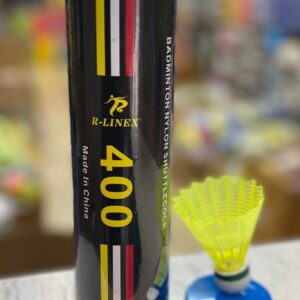 R-LINEX
400
Made In China
BADMINTON NYLON SHUTTLECOCK